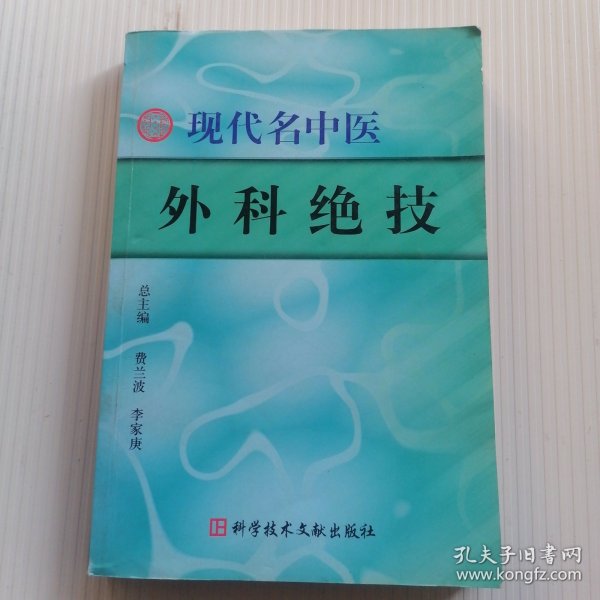 现代名中医
外科绝技
总主编 费兰波 李家庚
科学技术文献出版社
孔夫子旧书网
www.kongfz.com